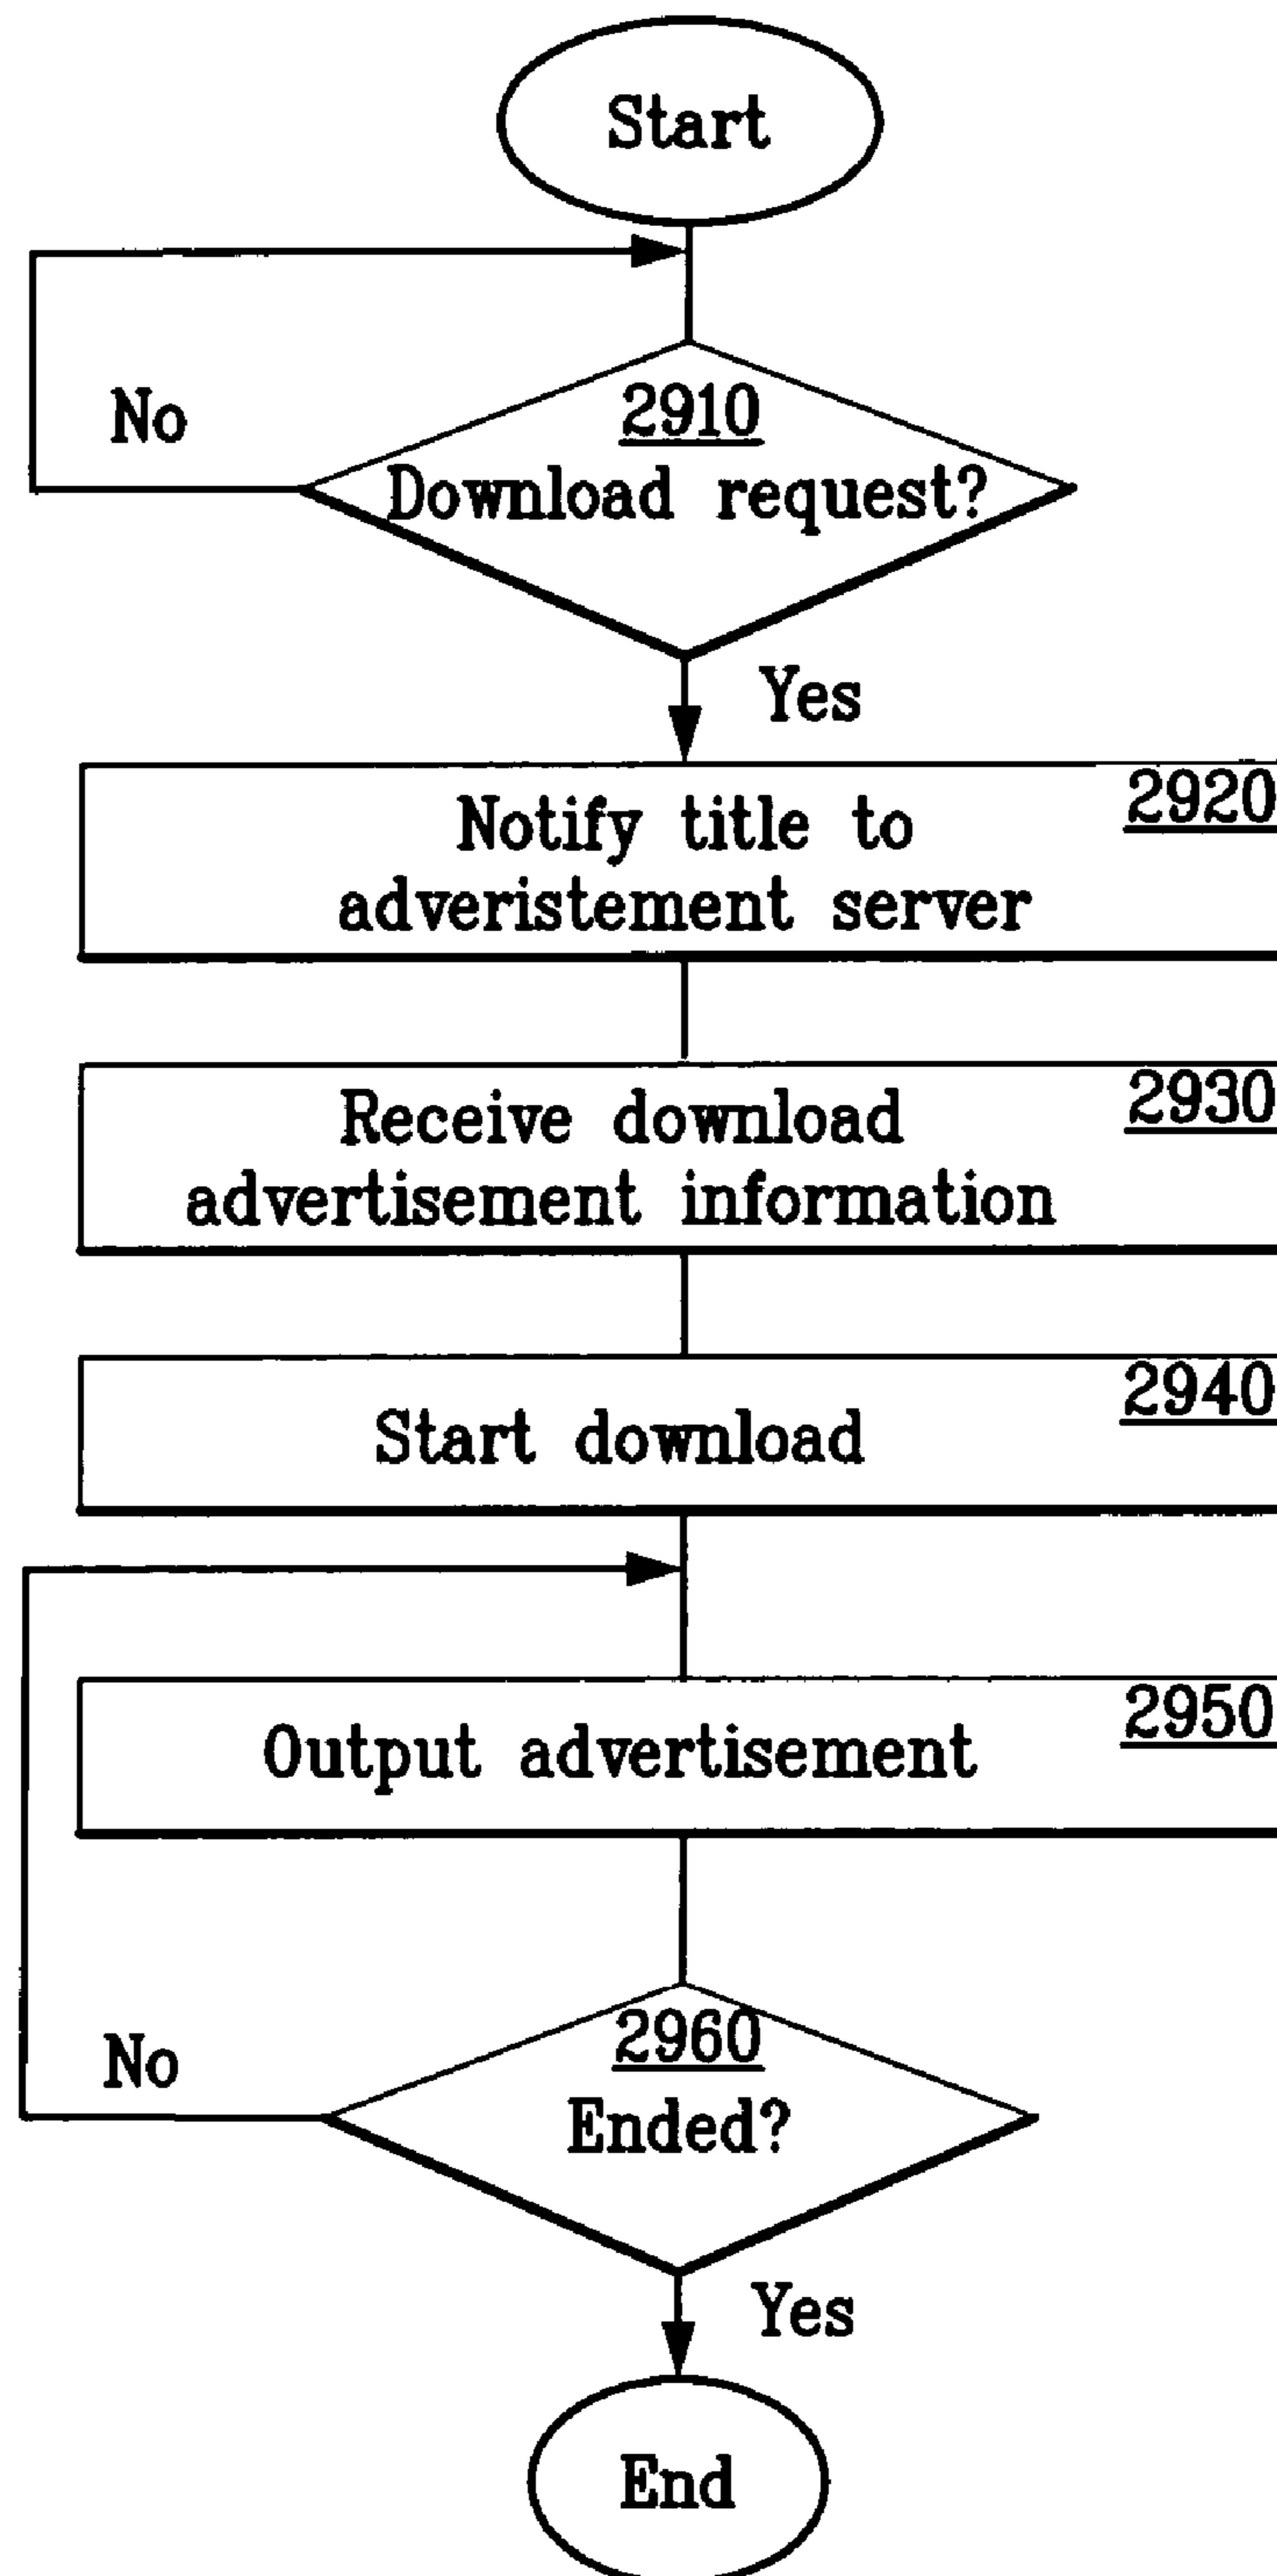 Start
No
2910
Download request?
Yes
2920
Notify title to
adveristement server
2930
Receive download
advertisement information
2940
Start download
2950
Output advertisement
No
2960
Ended?
Yes
End